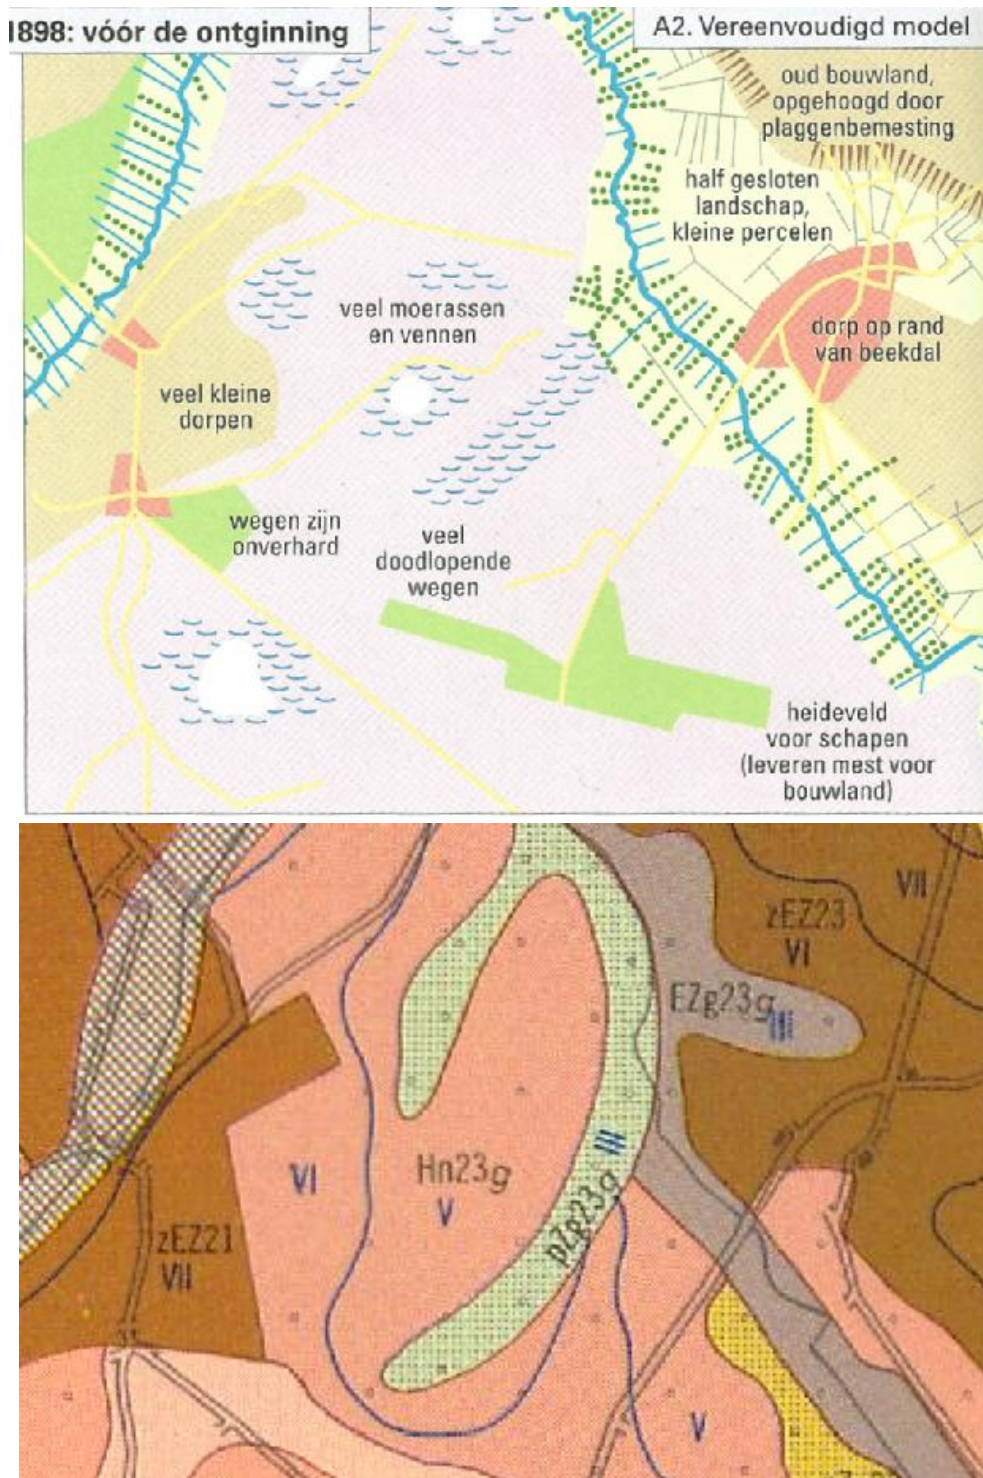 1898: vóór de ontginning
A2. Vereenvoudigd model
oud bouwland,
opgehoogd door
plaggenbemesting
half gesloten
landschap,
kleine percelen
veel moerassen
en vennen
dorp op rand
van beekdal
veel kleine
dorpen
wegen zijn
onverhard
veel
doodlopende
wegen
heideveld
voor schapen
(leveren mest voor
bouwland)
VII
zEZ23
VI
EZg23g
III
III
Hn23g
V
VI
pZg23g
zEZ21
VII
V